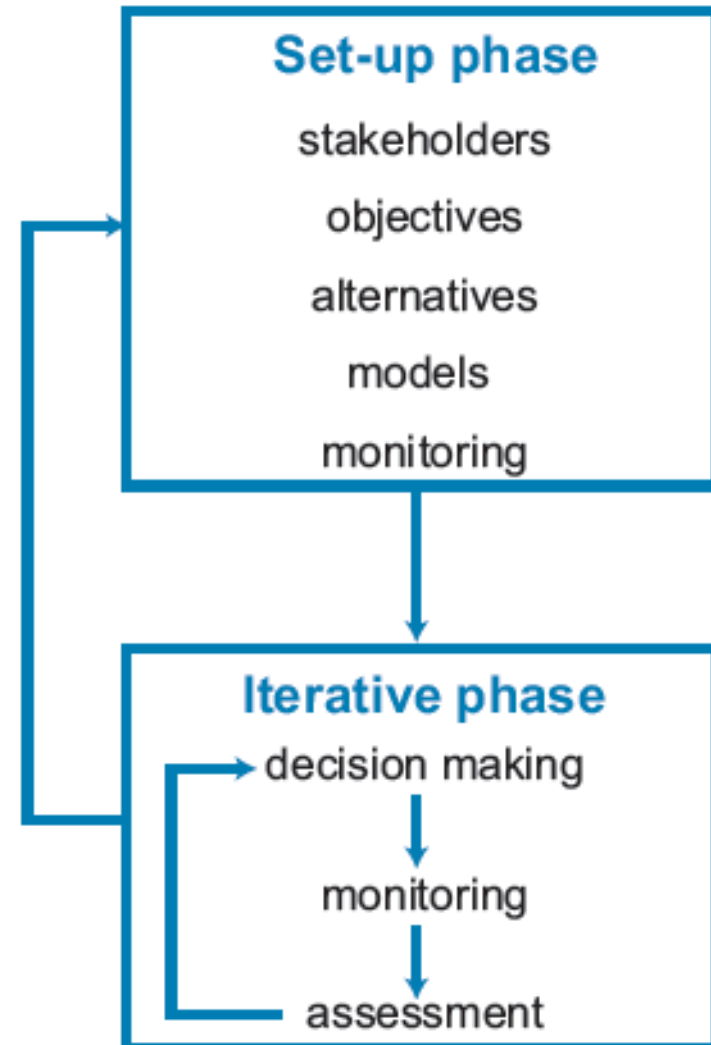 Set-up phase
stakeholders
objectives
alternatives
models
monitoring
Iterative phase
decision making
monitoring
assessment